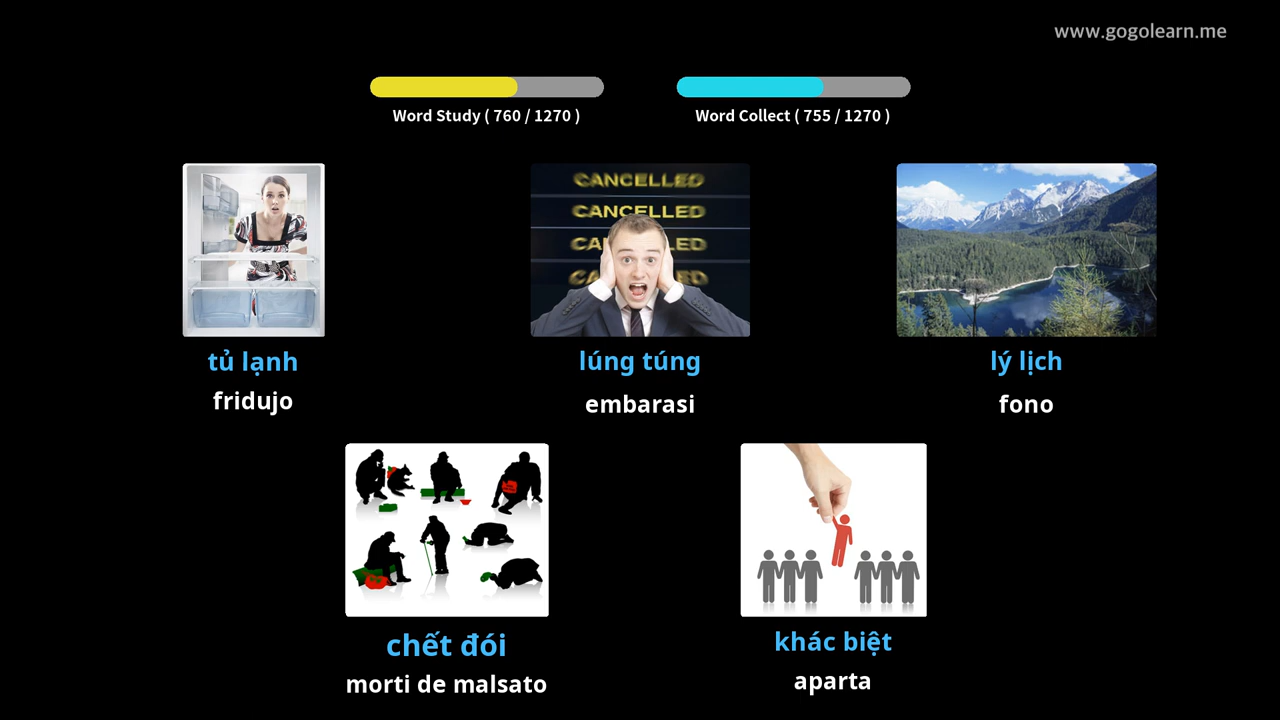 www.gogolearn.me
Word Study ( 760 / 1270 )
Word Collect ( 755 / 1270 )
CANCELLED
CANCELLED
tủ lạnh
lúng túng
lý lịch
fridujo
embarasi
fono
chết đói
khác biệt
morti de malsato
aparta